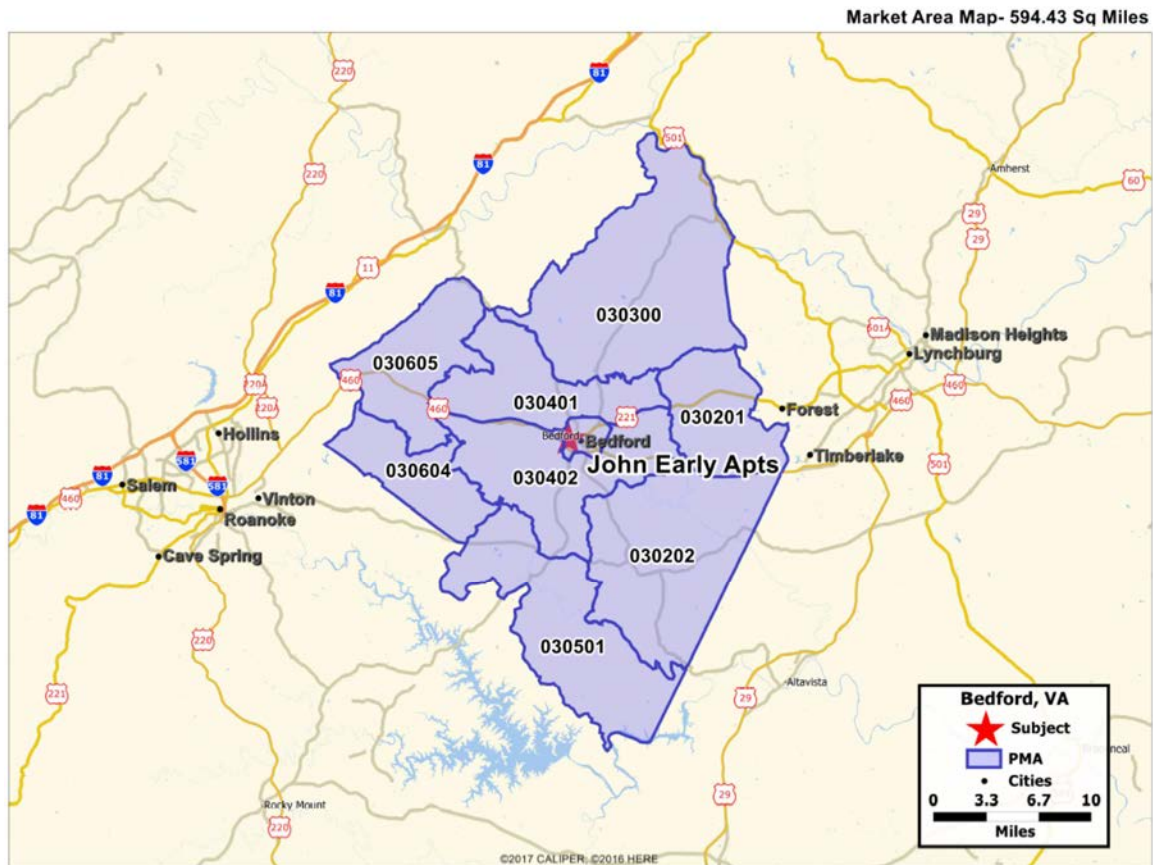 Market Area Map- 594.43 Sq Miles
220
81
501
81
Amherst
60
220
29
29
11
81
030300
501A
Madison Heights
Lynchburg
030605
460
220A
460
460
460
030401
030201
220A
221
Forest
Hollins
Bedford
Bedford
John Early Apts
Timberlake
581
030604
030402
501
81
Salem
581
460
Vinton
Roanoke
81
Cave Spring
030202
220
030501
221
Altavista
29
Bedford, VA
Subject
PMA
Cities
0 3.3 6.7 10
Miles
29
Rocky Mount
220
©2017 CALIPER; ©2016 HERE